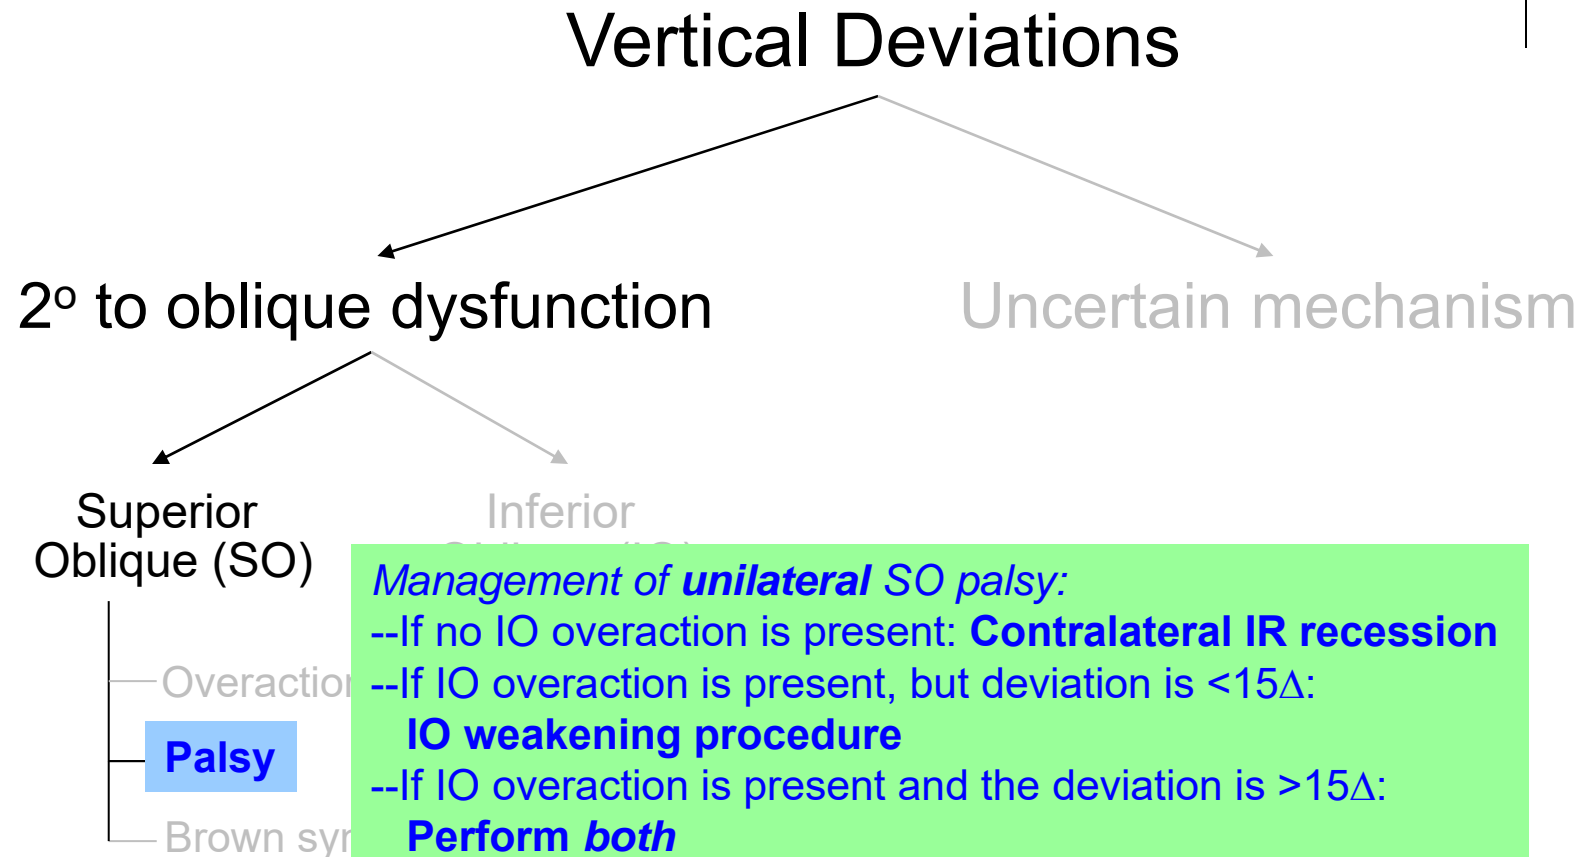 Vertical Deviations
2º to oblique dysfunction
Uncertain mechanism
Superior
Oblique (SO)
Inferior
Management of unilateral SO palsy:
--If no IO overaction is present: Contralateral IR recession
--If IO overaction is present, but deviation is <15Δ:
IO weakening procedure
--If IO overaction is present and the deviation is >15Δ:
Perform both
Overaction
Palsy
Brown